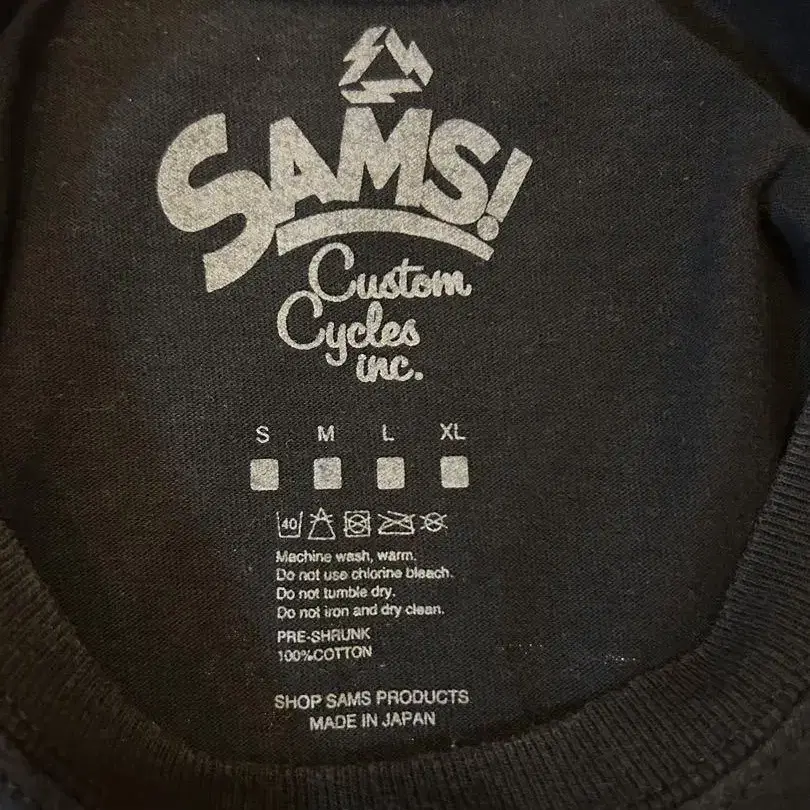 SAMS!
Custom
Cycles
inc.
S M L XL
40
Machine wash, warm.
Do not use chlorine bleach.
Do not tumble dry.
Do not iron and dry clean.
PRE-SHRUNK
100%COTTON
SHOP SAMS PRODUCTS
MADE IN JAPAN